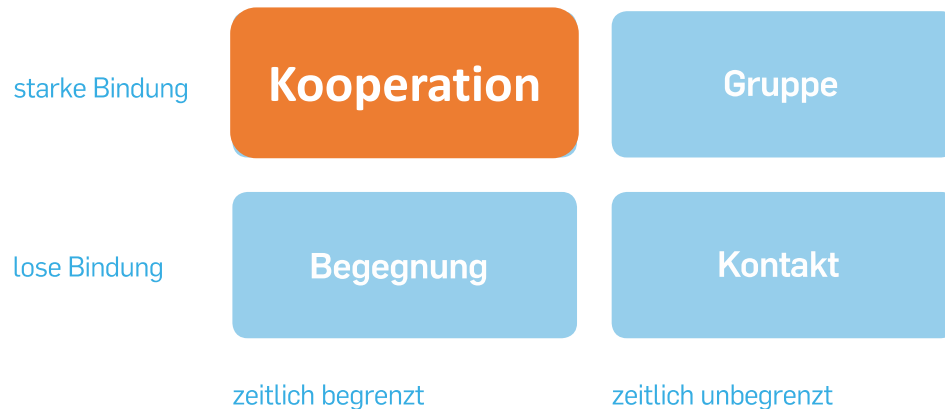 starke Bindung
Kooperation
Gruppe
lose Bindung
Begegnung
Kontakt
zeitlich begrenzt
zeitlich unbegrenzt